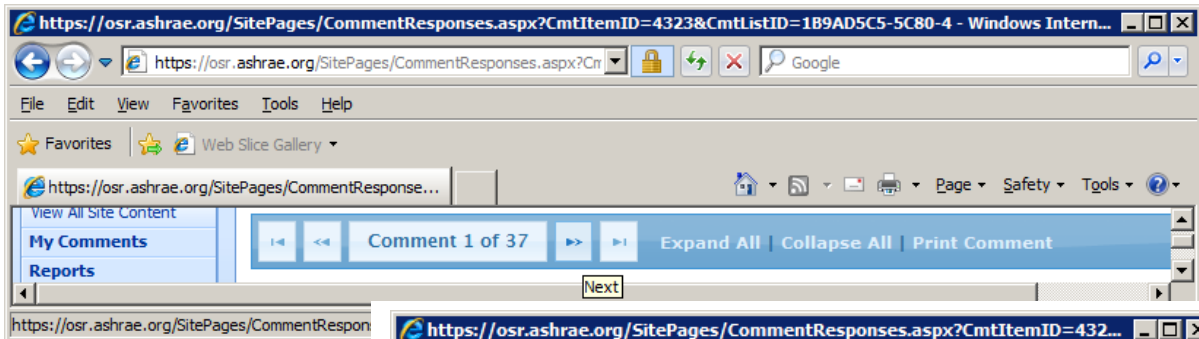 https://osr.ashrae.org/SitePages/CommentResponses.aspx?CmtItemID=4323&CmtListID=1B9AD5C5-5C80-4 - Windows Intern...
https://osr.ashrae.org/SitePages/CommentResponses.aspx?Cm
Google
File Edit View Favorites Tools Help
Favorites Web Slice Gallery
https://osr.ashrae.org/SitePages/CommentResponse...
Page Safety Tools
View All Site Content
My Comments
Reports
Comment 1 of 37
Expand All | Collapse All | Print Comment
Next
https://osr.ashrae.org/SitePages/CommentRespon
https://osr.ashrae.org/SitePages/CommentResponses.aspx?CmtItemID=432...